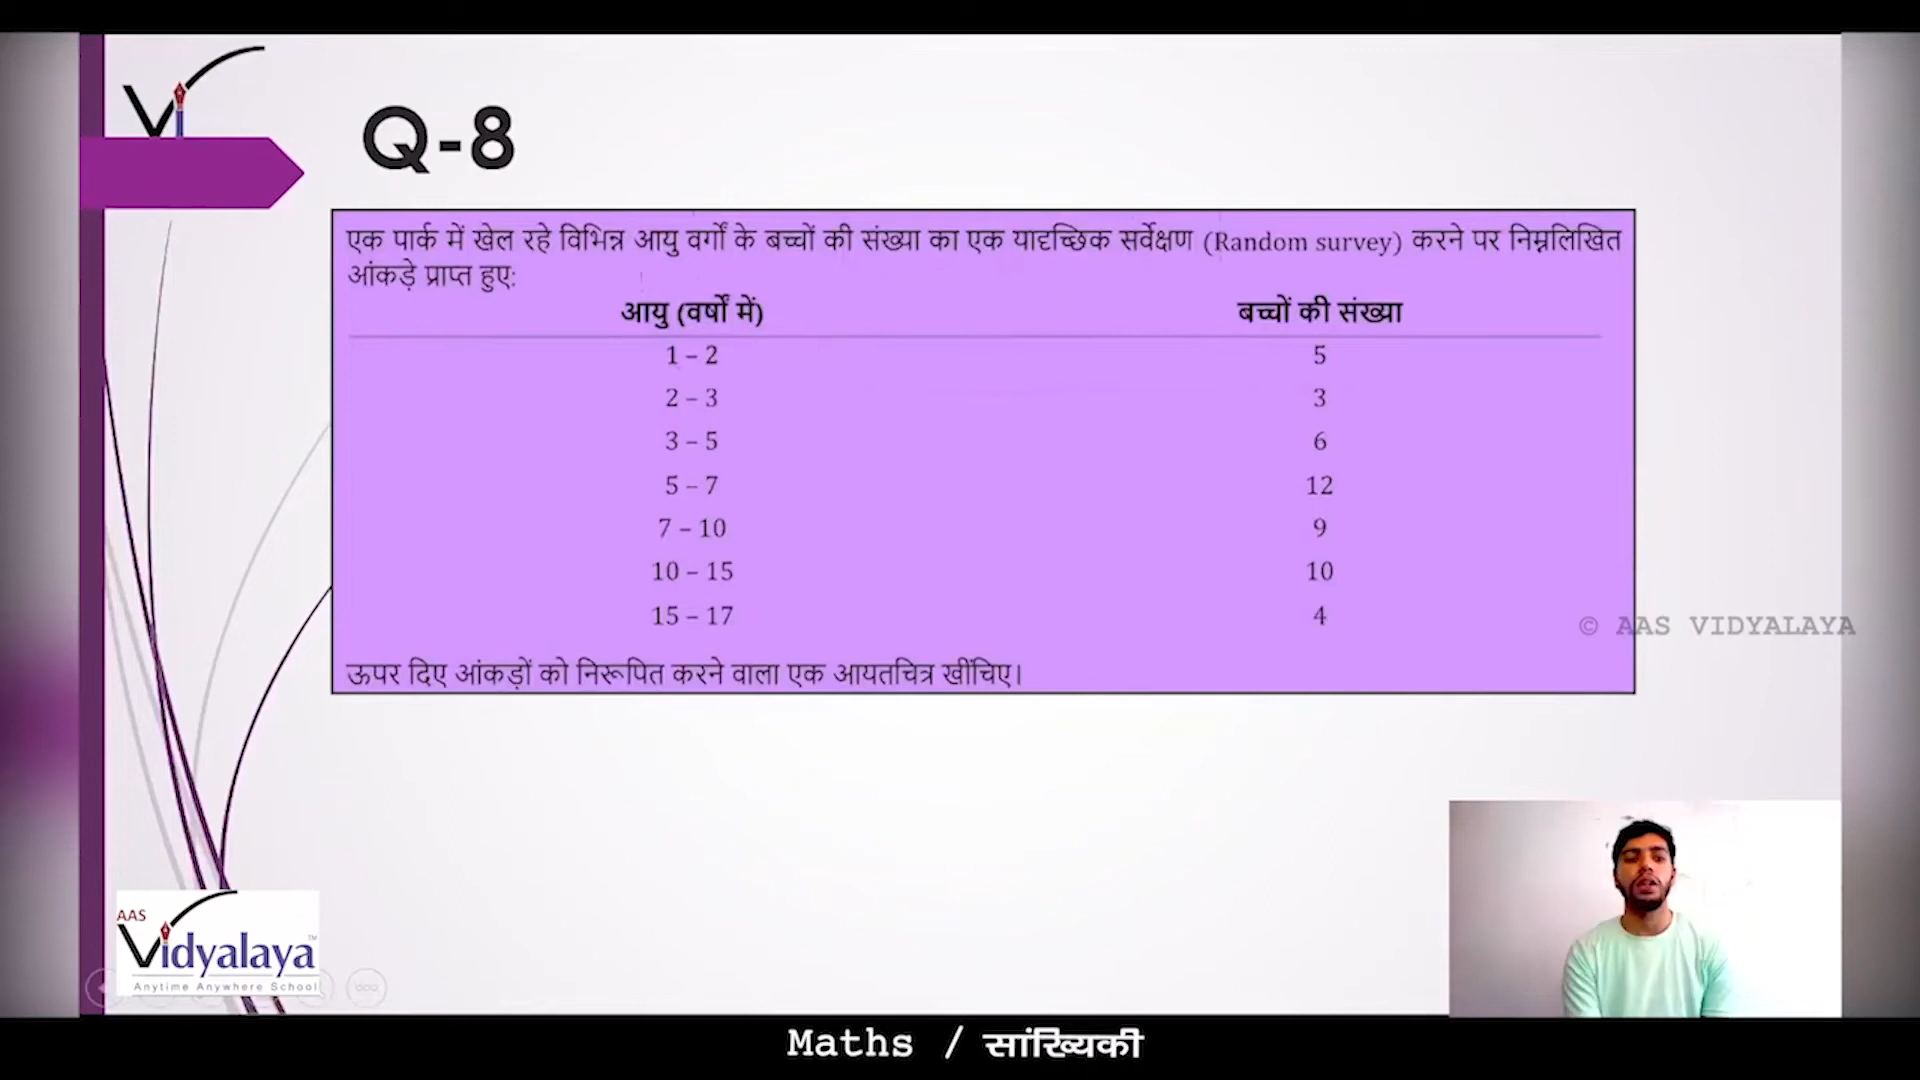 Q-8
एक पार्क में खेल रहे विभिन्न आयु वर्गों के बच्चों की संख्या का एक यादृच्छिक सर्वेक्षण (Random survey) करने पर निम्नलिखित
आंकड़े प्राप्त हुए:
आयु (वर्षों में) बच्चों की संख्या
1 – 2 5
2 – 3 3
3 – 5 6
5 – 7 12
7 – 10 9
10 – 15 10
15 – 17 4
© AAS VIDYALAYA
ऊपर दिए आंकड़ों को निरूपित करने वाला एक आयतचित्र खींचिए।
AAS
Vidyalaya™
Anytime Anywhere School
Maths / सांख्यिकी